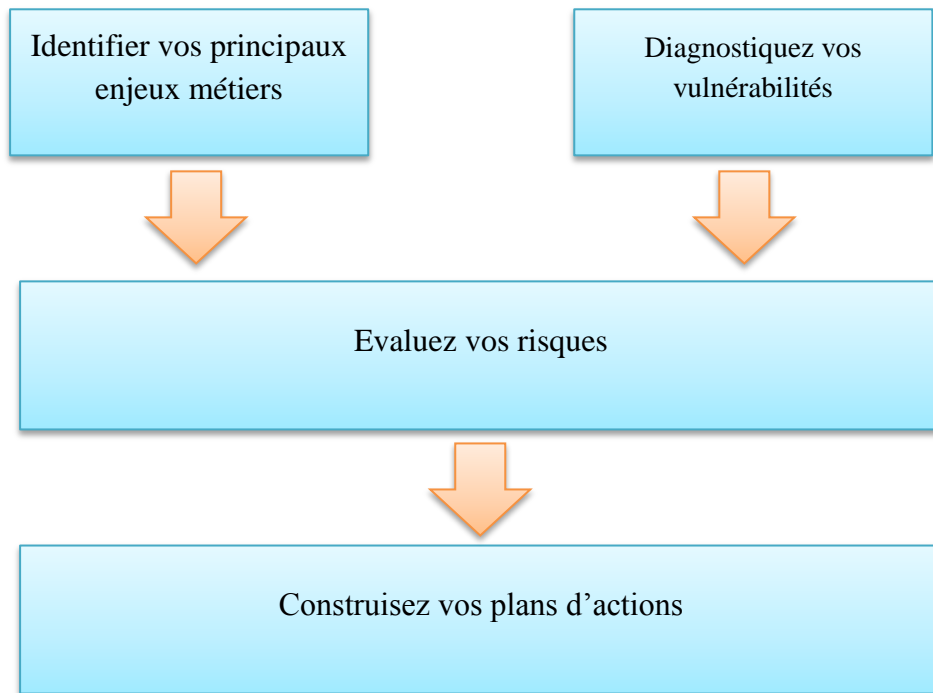 Identifier vos principaux
enjeux métiers
Diagnostiquez vos
vulnérabilités
Evaluez vos risques
Construisez vos plans d’actions